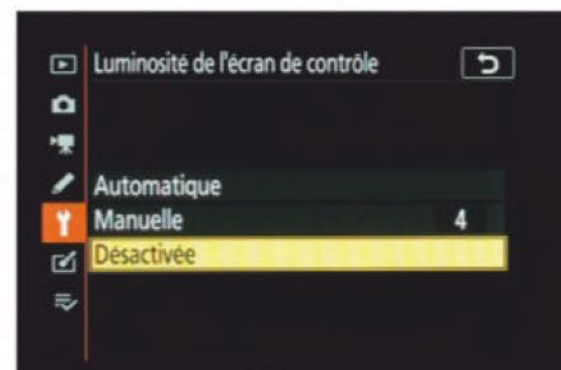 Luminosité de l'écran de contrôle
Automatique
Manuelle 4
Désactivée